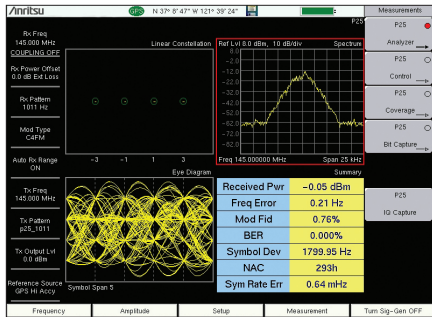 Anritsu
GPS N 37° 8' 47" W 121° 39' 24"
Measurements
P25
Rx Freq
145.000 MHz
COUPLING OFF
Rx Power Offset
0.0 dB Ext Loss
Rx Pattern
1011 Hz
Mod Type
C4FM
Auto Rx Range
ON
Tx Freq
145.000 MHz
Tx Pattern
p25_1011
Tx Output Lvl
0.0 dBm
Reference Source
GPS Hi Accy
Linear Constellation
-3 -1 1 3
Ref Lvl 8.0 dBm, 10 dB/div Spectrum
8.0
-2.0
-12.0
-22.0
-32.0
-42.0
-52.0
-62.0
-72.0
-82.0
Freq 145.000000 MHz Span 25 kHz
Eye Diagram
Symbol Span 5
Summary
Received Pwr -0.05 dBm
Freq Error 0.21 Hz
Mod Fid 0.76%
BER 0.000%
Symbol Dev 1799.95 Hz
NAC 293h
Sym Rate Err 0.64 mHz
P25
Analyzer
P25
Control
P25
Coverage
P25
Bit Capture
P25
IQ Capture
Frequency
Amplitude
Setup
Measurement
Turn Sig-Gen OFF